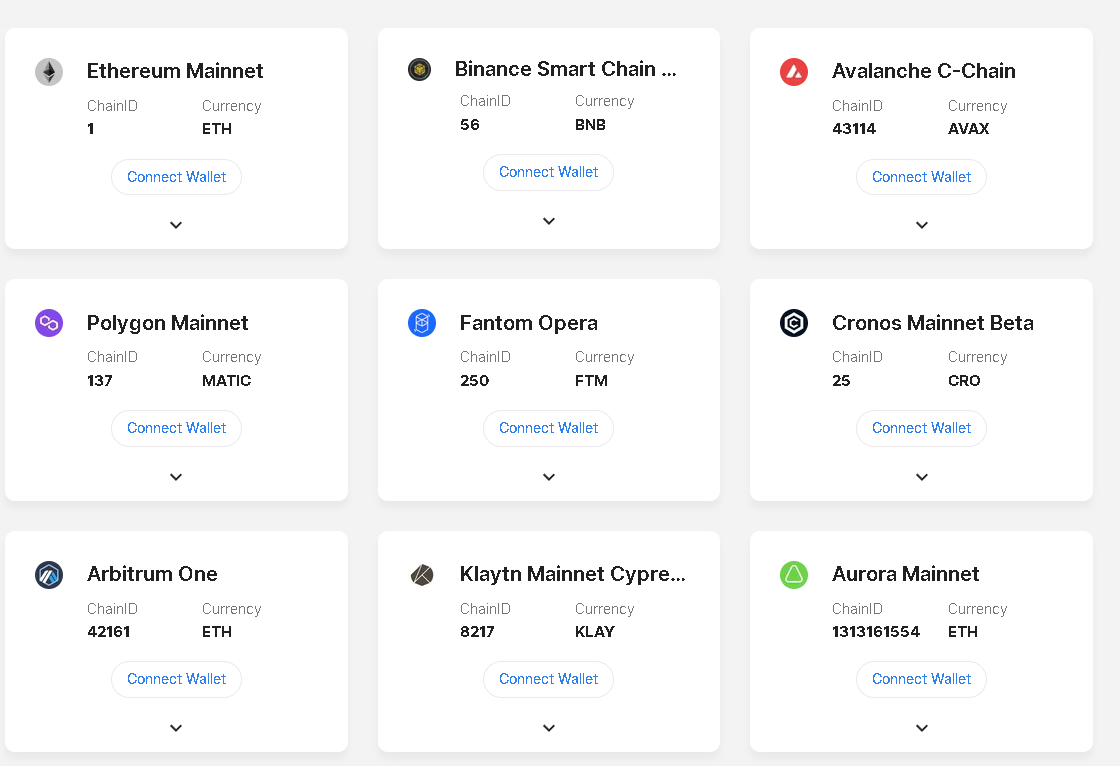 Ethereum Mainnet
ChainID Currency
1 ETH
Connect Wallet
Binance Smart Chain ...
ChainID Currency
56 BNB
Connect Wallet
Avalanche C-Chain
ChainID Currency
43114 AVAX
Connect Wallet
Polygon Mainnet
ChainID Currency
137 MATIC
Connect Wallet
Fantom Opera
ChainID Currency
250 FTM
Connect Wallet
Cronos Mainnet Beta
ChainID Currency
25 CRO
Connect Wallet
Arbitrum One
ChainID Currency
42161 ETH
Connect Wallet
Klaytn Mainnet Cypre...
ChainID Currency
8217 KLAY
Connect Wallet
Aurora Mainnet
ChainID Currency
1313161554 ETH
Connect Wallet